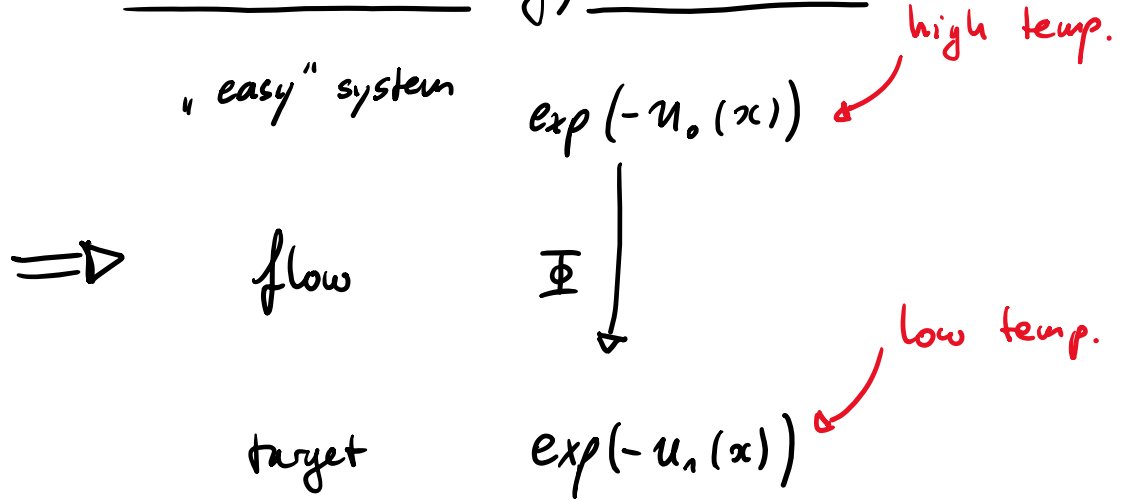 high temp.
„easy“ system exp(-u₀(x))
flow Φ
low temp.
target exp(-u₁(x))